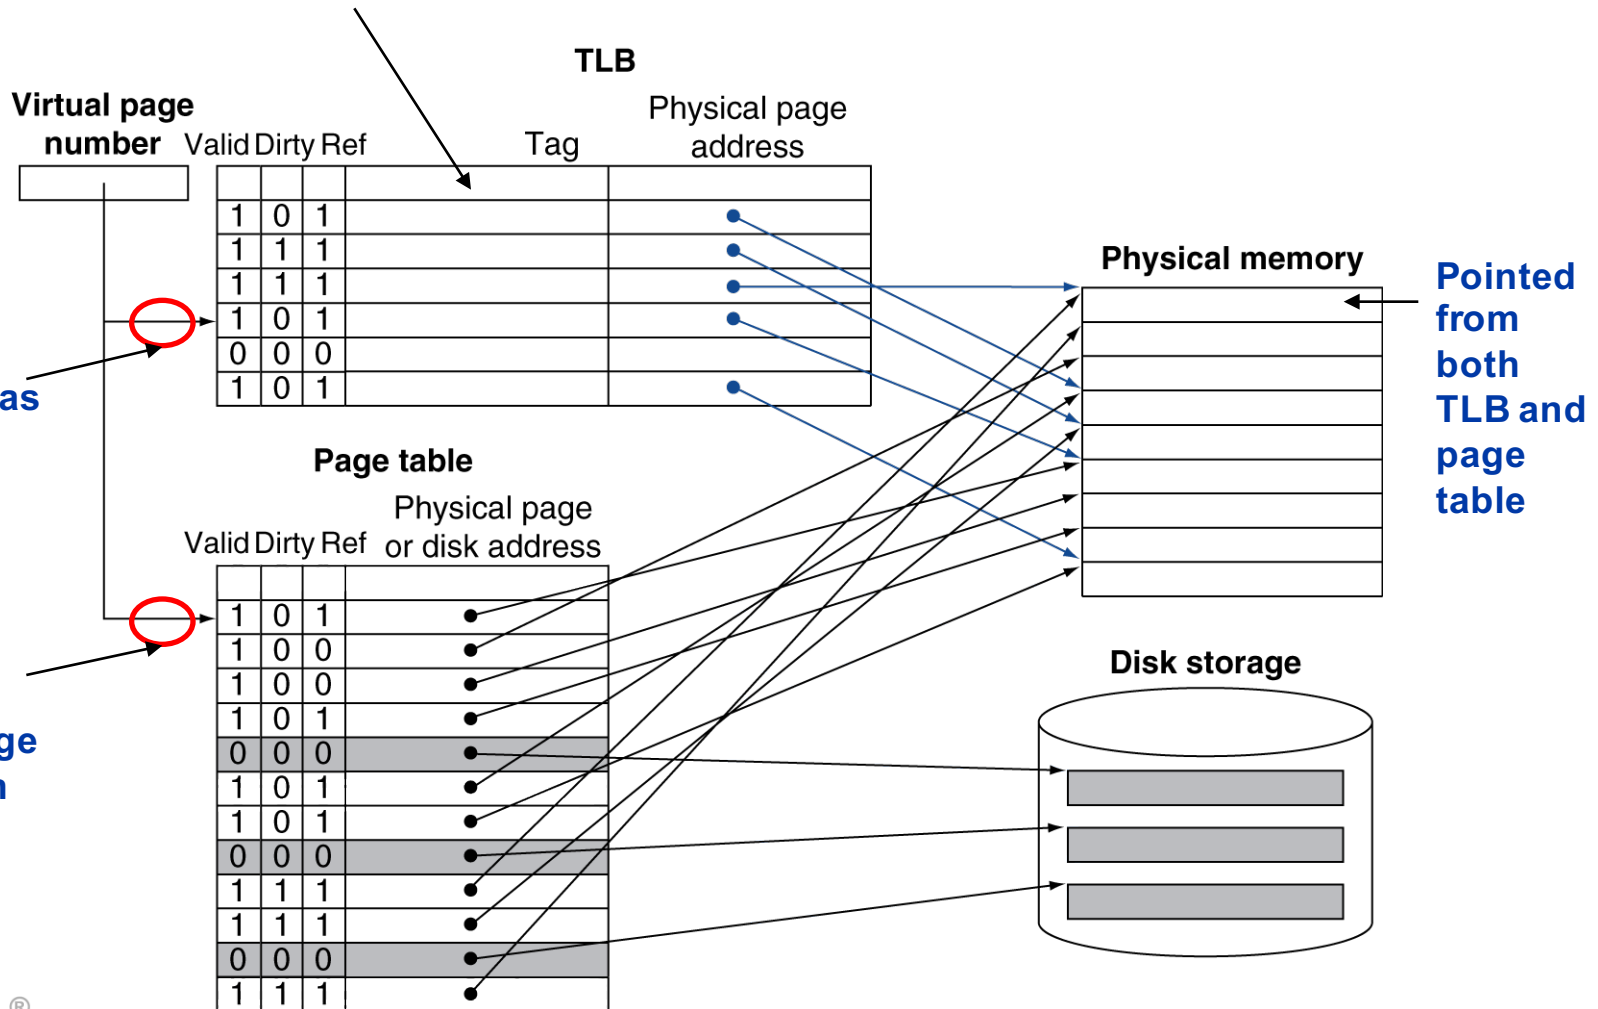 TLB
Virtual page
number
Valid Dirty Ref
Tag
Physical page
address
1 0 1
1 1 1
1 1 1
1 0 1
0 0 0
1 0 1
as
Physical memory
Pointed
from
both
TLB and
page
table
Page table
Valid Dirty Ref
Physical page
or disk address
1 0 1
1 0 0
1 0 0
1 0 1
0 0 0
1 0 1
1 0 1
0 0 0
1 1 1
1 1 1
0 0 0
1 1 1
ge
Disk storage
®